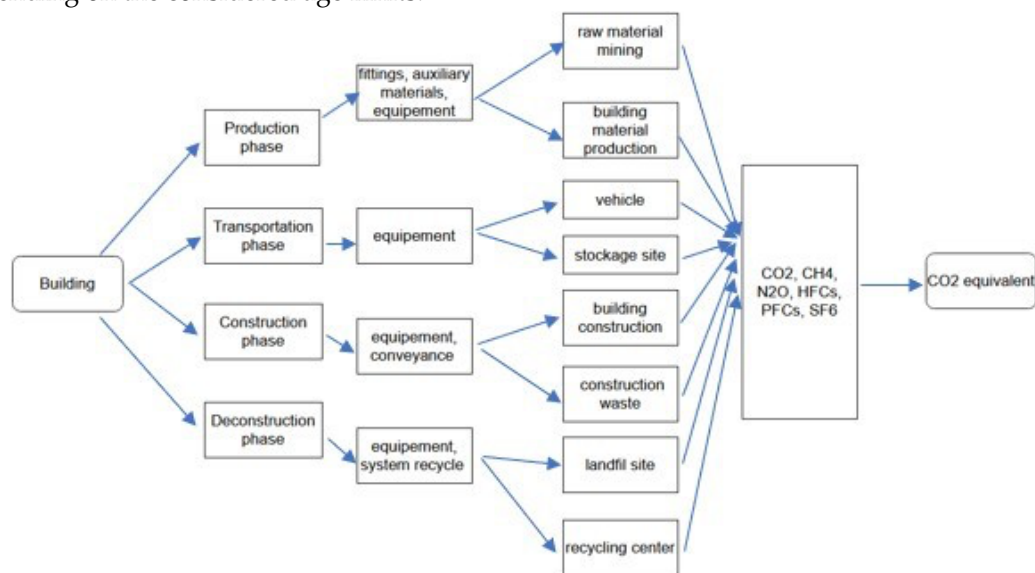 raw material
mining
fittings, auxiliary
materials,
equipement
building
material
production
Production
phase
vehicle
Transportation
phase
equipement
stockage site
Building
CO2, CH4,
N2O, HFCs,
PFCs, SF6
CO2 equivalent
building
construction
Construction
phase
equipement,
conveyance
construction
waste
Deconstruction
phase
equipement,
system recycle
landfil site
recycling center